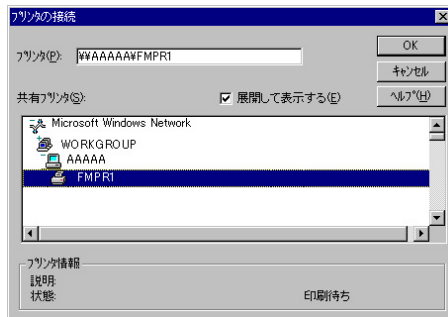 プリンタの接続
プリンタ(P):
¥¥AAAAA¥FMPR1
OK
キャンセル
ヘルプ(H)
共有プリンタ(S):
展開して表示する(E)
Microsoft Windows Network
WORKGROUP
AAAAA
FMPR1
プリンタ情報
説明:
状態:
印刷待ち